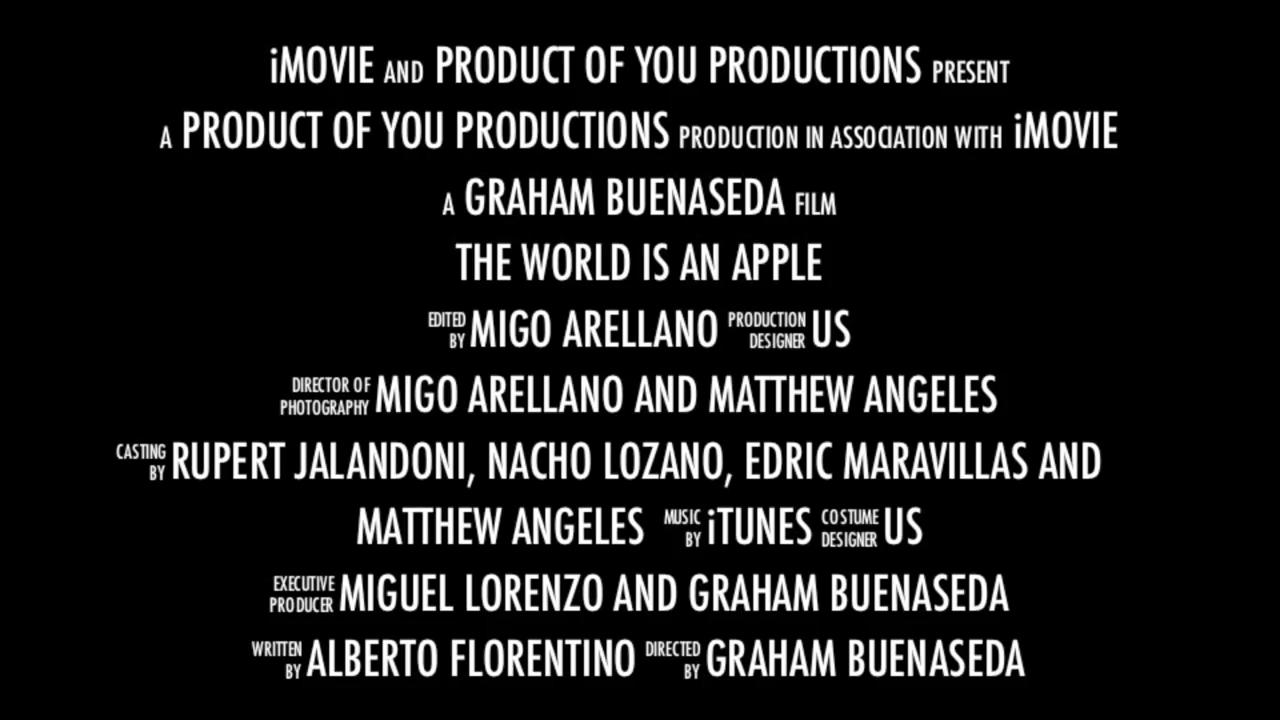 iMOVIE AND PRODUCT OF YOU PRODUCTIONS PRESENT
A PRODUCT OF YOU PRODUCTIONS PRODUCTION IN ASSOCIATION WITH iMOVIE
A GRAHAM BUENASEDA FILM
THE WORLD IS AN APPLE
EDITED BY MIGO ARELLANO PRODUCTION DESIGNER US
DIRECTOR OF PHOTOGRAPHY MIGO ARELLANO AND MATTHEW ANGELES
CASTING BY RUPERT JALANDONI, NACHO LOZANO, EDRIC MARAVILLAS AND
MATTHEW ANGELES MUSIC BY iTUNES COSTUME DESIGNER US
EXECUTIVE PRODUCER MIGUEL LORENZO AND GRAHAM BUENASEDA
WRITTEN BY ALBERTO FLORENTINO DIRECTED BY GRAHAM BUENASEDA